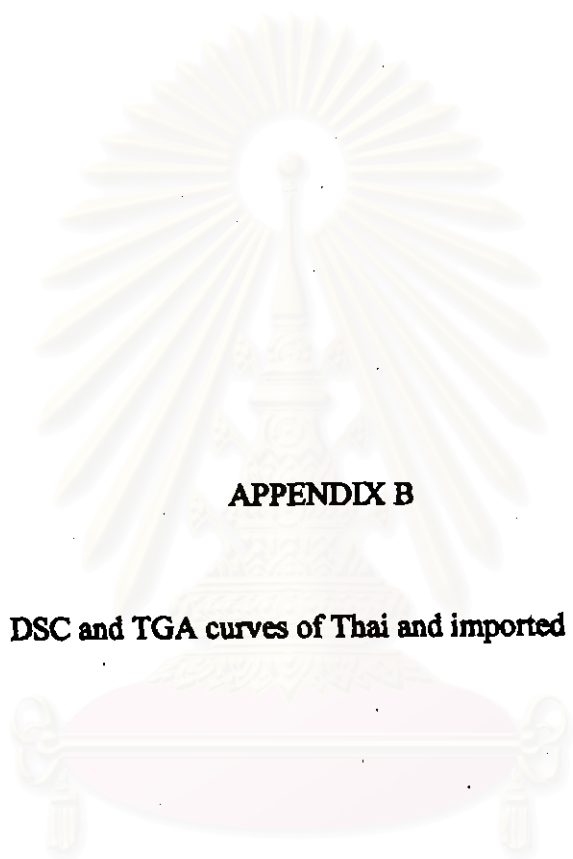 APPENDIX B
DSC and TGA curves of Thai and imported